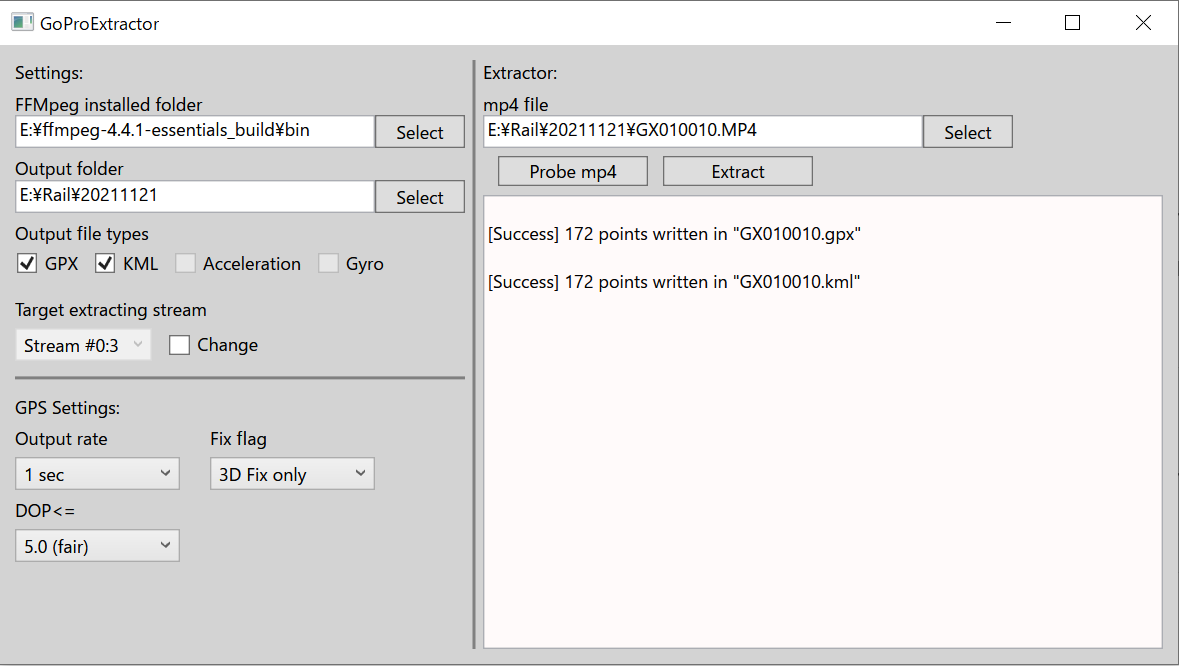 GoProExtractor
Settings:
FFMpeg installed folder
E:¥ffmpeg-4.4.1-essentials_build¥bin
Select
Output folder
E:¥Rail¥20211121
Select
Output file types
GPX KML Acceleration Gyro
Target extracting stream
Stream #0:3 Change
GPS Settings:
Output rate Fix flag
1 sec 3D Fix only
DOP<=
5.0 (fair)
Extractor:
mp4 file
E:¥Rail¥20211121¥GX010010.MP4
Select
Probe mp4 Extract
[Success] 172 points written in "GX010010.gpx"
[Success] 172 points written in "GX010010.kml"